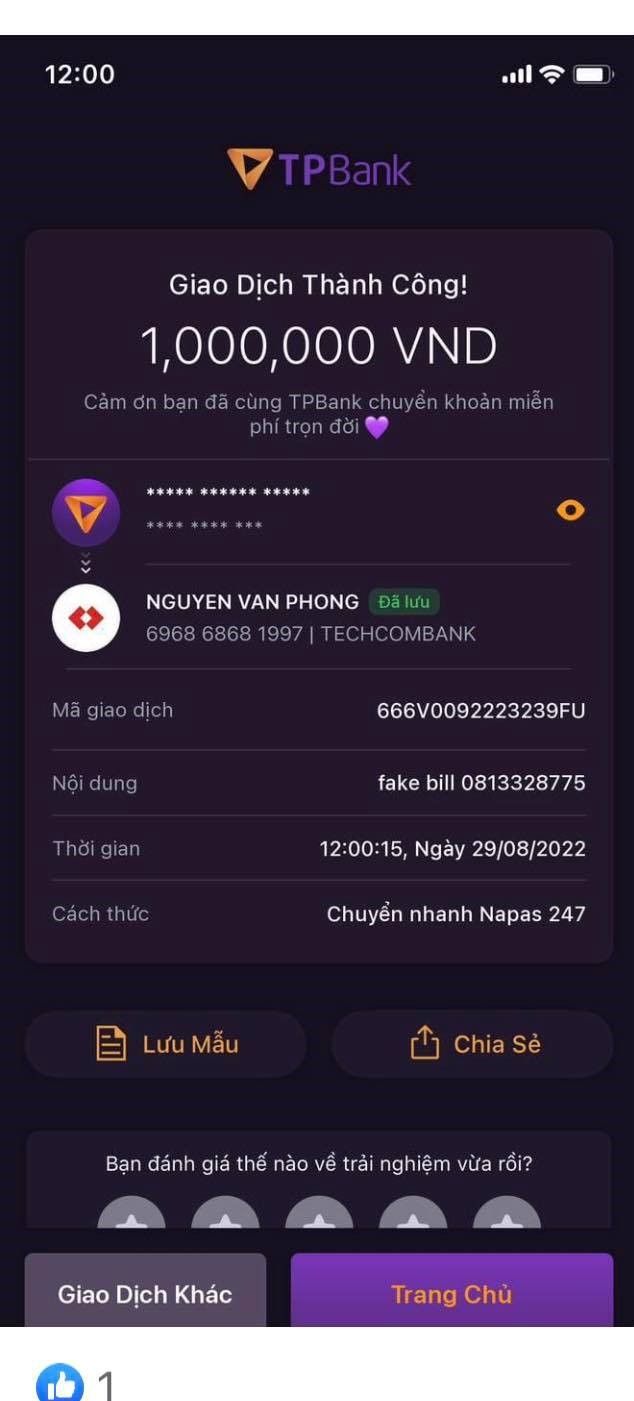 12:00
TPBank
Giao Dịch Thành Công!
1,000,000 VND
Cảm ơn bạn đã cùng TPBank chuyển khoản miễn
phí trọn đời 💜
***** ****** *****
**** **** ***
NGUYEN VAN PHONG Đã lưu
6968 6868 1997 | TECHCOMBANK
Mã giao dịch 666V0092223239FU
Nội dung fake bill 0813328775
Thời gian 12:00:15, Ngày 29/08/2022
Cách thức Chuyển nhanh Napas 247
Lưu Mẫu Chia Sẻ
Bạn đánh giá thế nào về trải nghiệm vừa rồi?
Giao Dịch Khác Trang Chủ
1